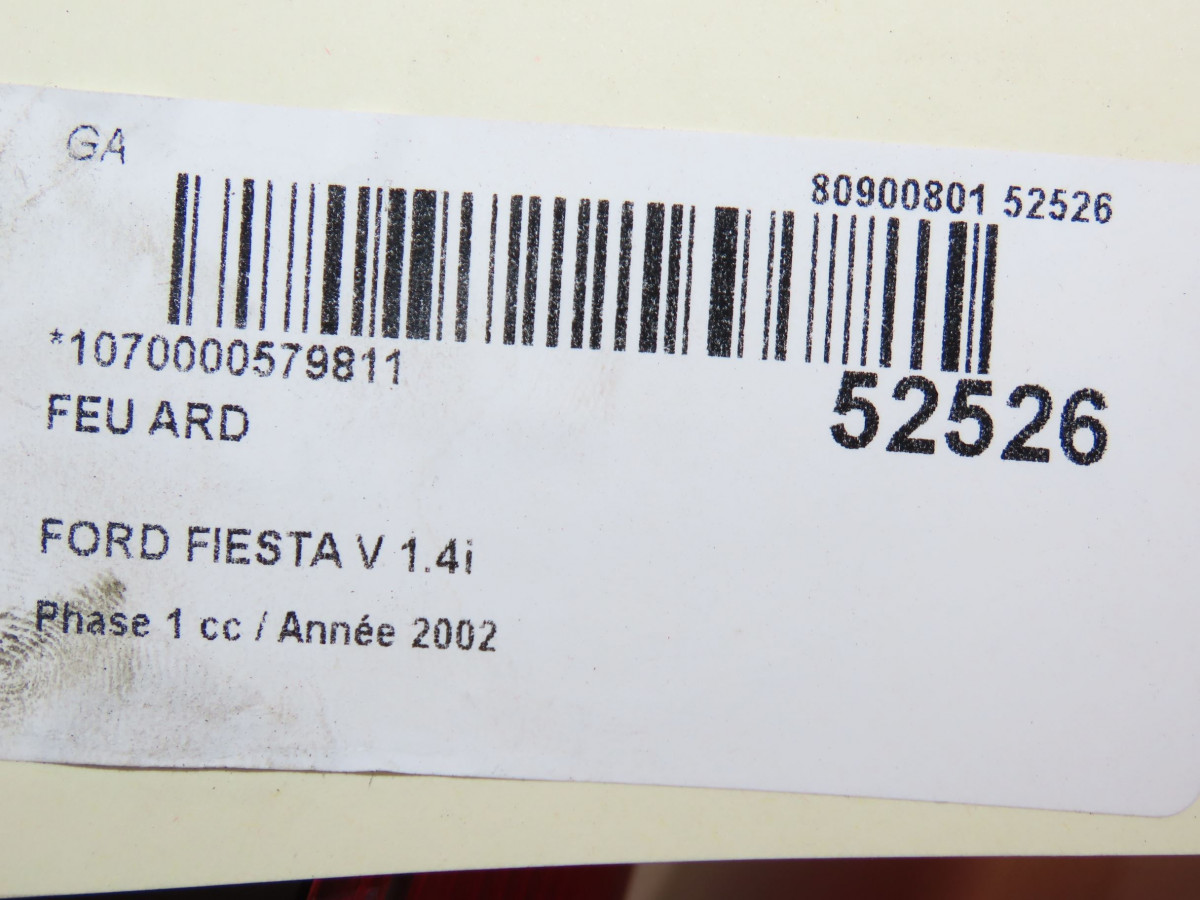 GA
80900801 52526
*1070000579811
52526
FEU ARD
FORD FIESTA V 1.4i
Phase 1 cc / Année 2002